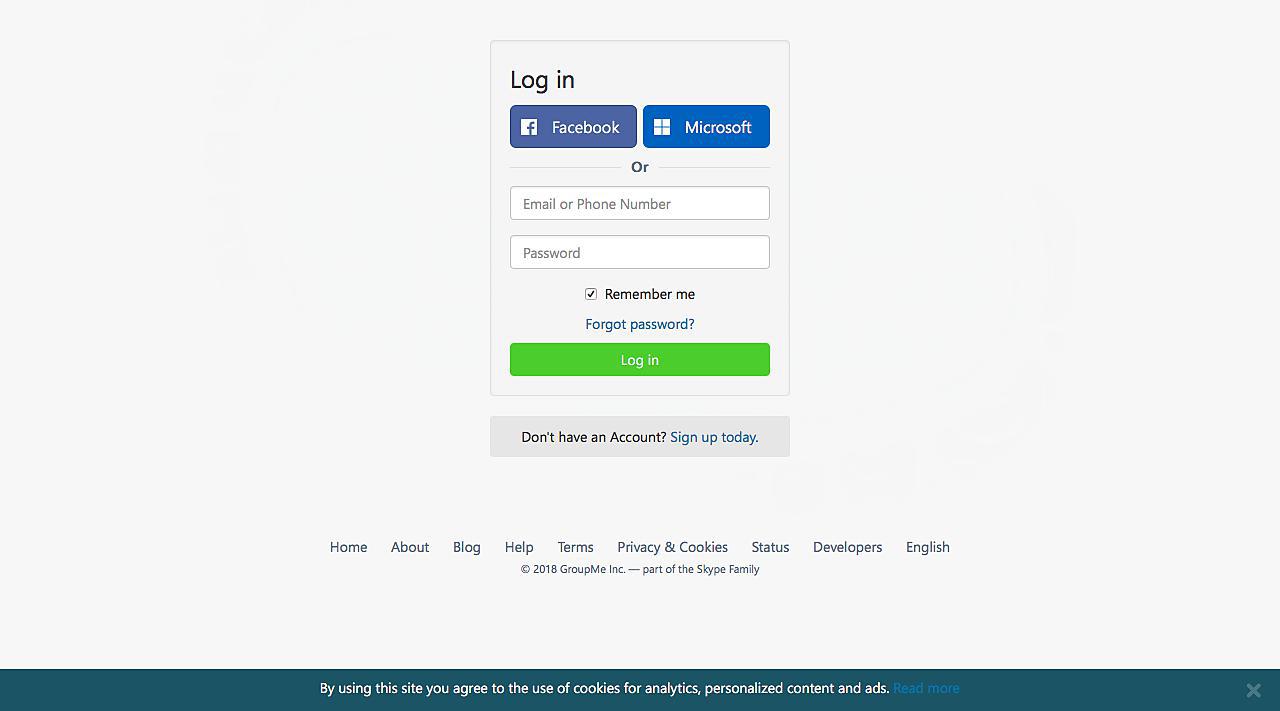 Log in
Facebook Microsoft
Or
Email or Phone Number
Password
Remember me
Forgot password?
Log in
Don't have an Account? Sign up today.
Home About Blog Help Terms Privacy & Cookies Status Developers English
© 2018 GroupMe Inc. — part of the Skype Family
By using this site you agree to the use of cookies for analytics, personalized content and ads. Read more